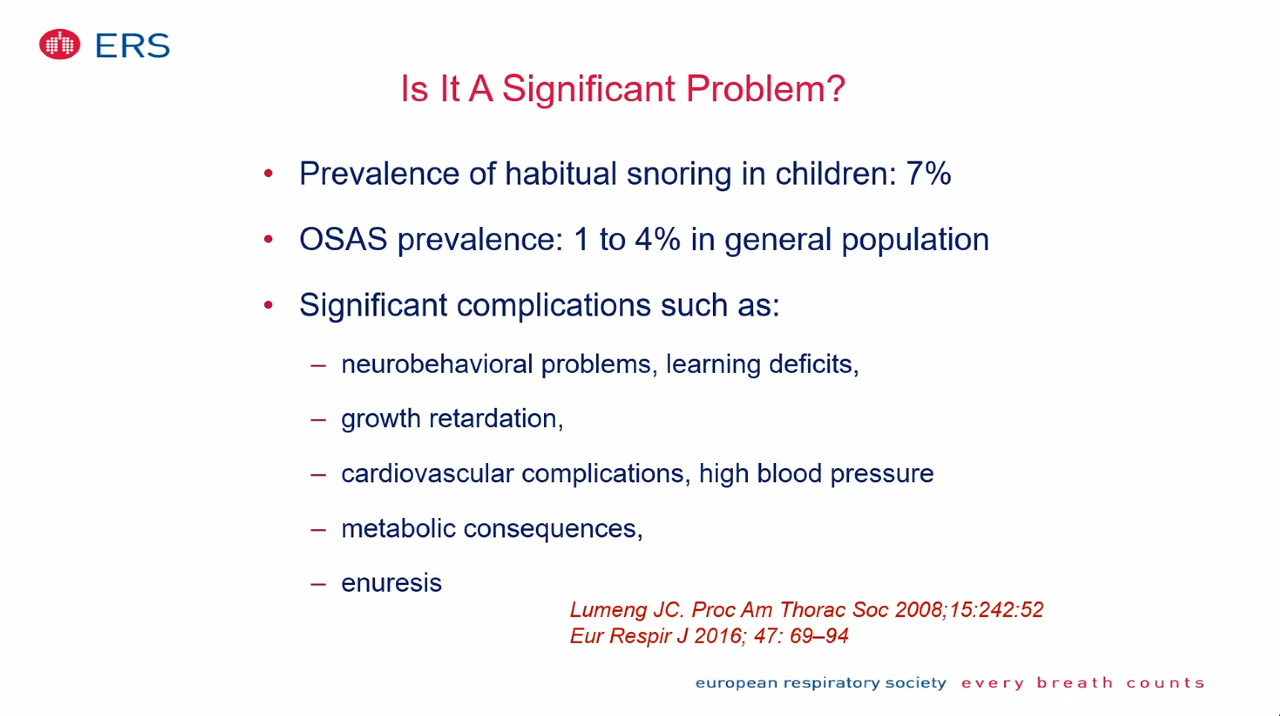 ERS
Is It A Significant Problem?
• Prevalence of habitual snoring in children: 7%
• OSAS prevalence: 1 to 4% in general population
• Significant complications such as:
– neurobehavioral problems, learning deficits,
– growth retardation,
– cardiovascular complications, high blood pressure
– metabolic consequences,
– enuresis
Lumeng JC. Proc Am Thorac Soc 2008;15:242:52
Eur Respir J 2016; 47: 69–94
european respiratory society every breath counts